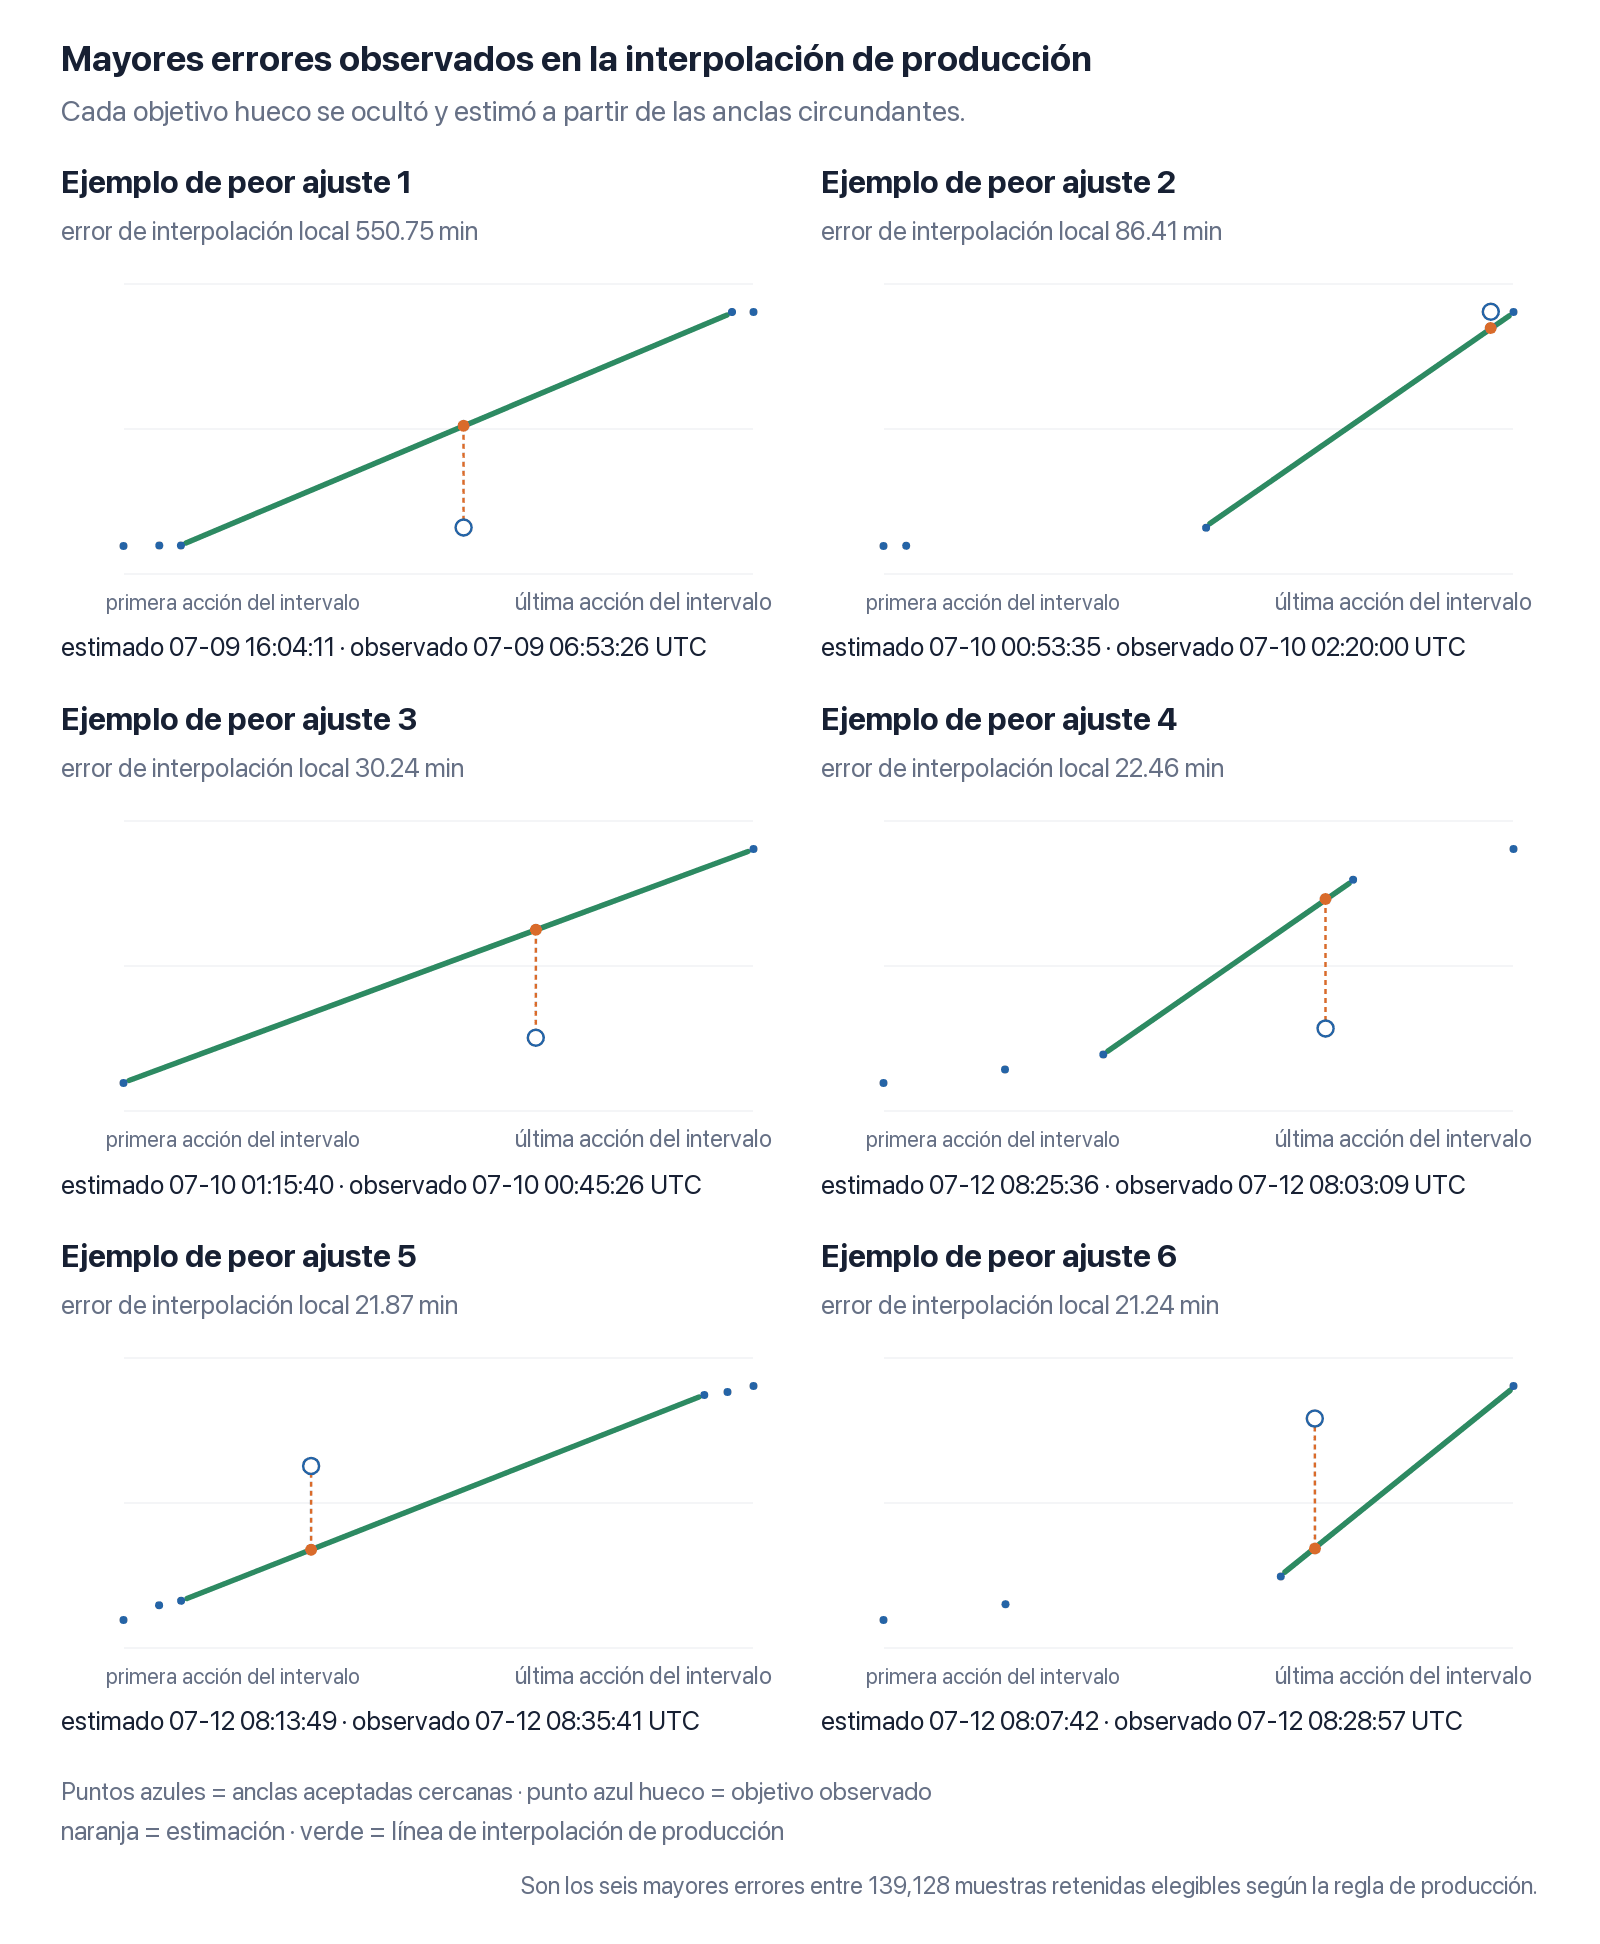 Mayores errores observados en la interpolación de producción
Cada objetivo hueco se ocultó y estimó a partir de las anclas circundantes.
Ejemplo de peor ajuste 1
error de interpolación local 550.75 min
primera acción del intervalo
última acción del intervalo
estimado 07-09 16:04:11 · observado 07-09 06:53:26 UTC
Ejemplo de peor ajuste 2
error de interpolación local 86.41 min
primera acción del intervalo
última acción del intervalo
estimado 07-10 00:53:35 · observado 07-10 02:20:00 UTC
Ejemplo de peor ajuste 3
error de interpolación local 30.24 min
primera acción del intervalo
última acción del intervalo
estimado 07-10 01:15:40 · observado 07-10 00:45:26 UTC
Ejemplo de peor ajuste 4
error de interpolación local 22.46 min
primera acción del intervalo
última acción del intervalo
estimado 07-12 08:25:36 · observado 07-12 08:03:09 UTC
Ejemplo de peor ajuste 5
error de interpolación local 21.87 min
primera acción del intervalo
última acción del intervalo
estimado 07-12 08:13:49 · observado 07-12 08:35:41 UTC
Ejemplo de peor ajuste 6
error de interpolación local 21.24 min
primera acción del intervalo
última acción del intervalo
estimado 07-12 08:07:42 · observado 07-12 08:28:57 UTC
Puntos azules = anclas aceptadas cercanas · punto azul hueco = objetivo observado
naranja = estimación · verde = línea de interpolación de producción
Son los seis mayores errores entre 139,128 muestras retenidas elegibles según la regla de producción.